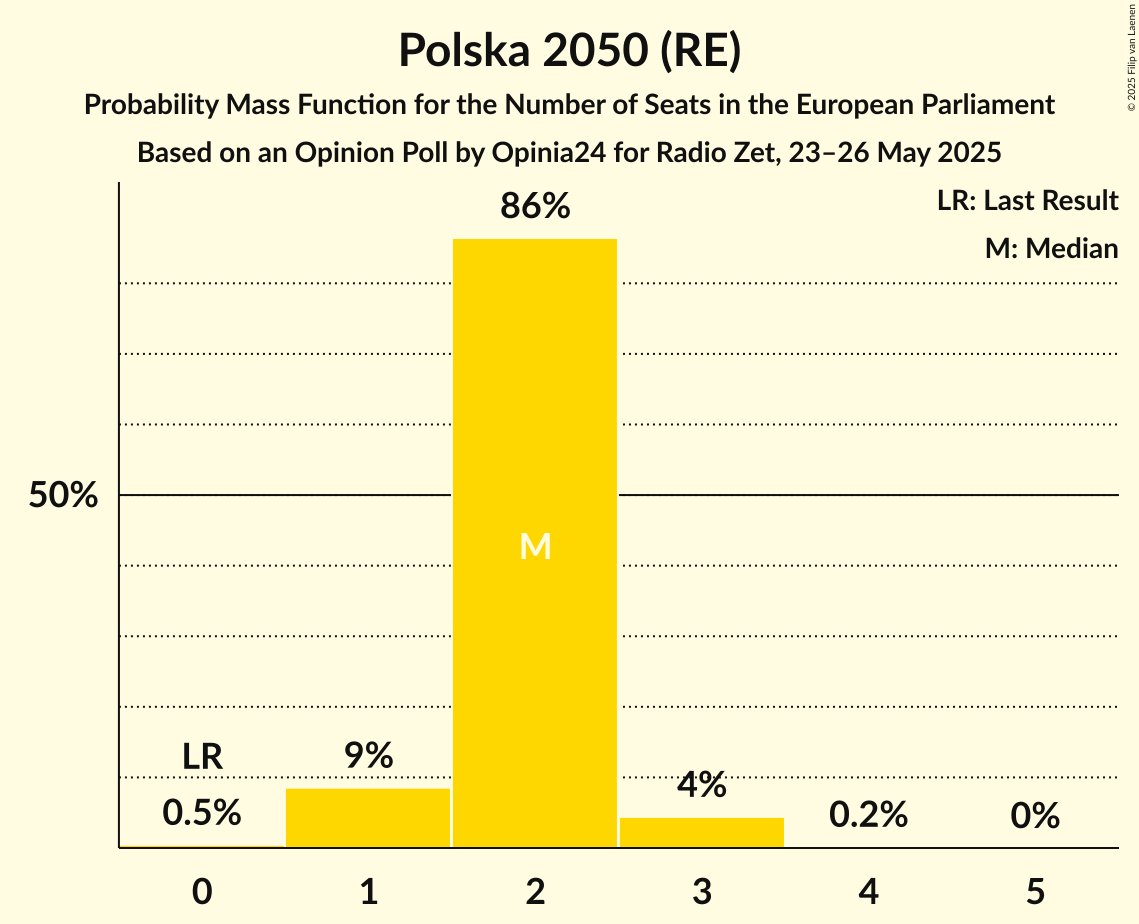 Polska 2050 (RE)
Probability Mass Function for the Number of Seats in the European Parliament
Based on an Opinion Poll by Opinia24 for Radio Zet, 23–26 May 2025
© 2025 Filip van Laenen
LR: Last Result
M: Median
86%
50%
M
LR
9%
4%
0.5%
0.2%
0%
0 1 2 3 4 5